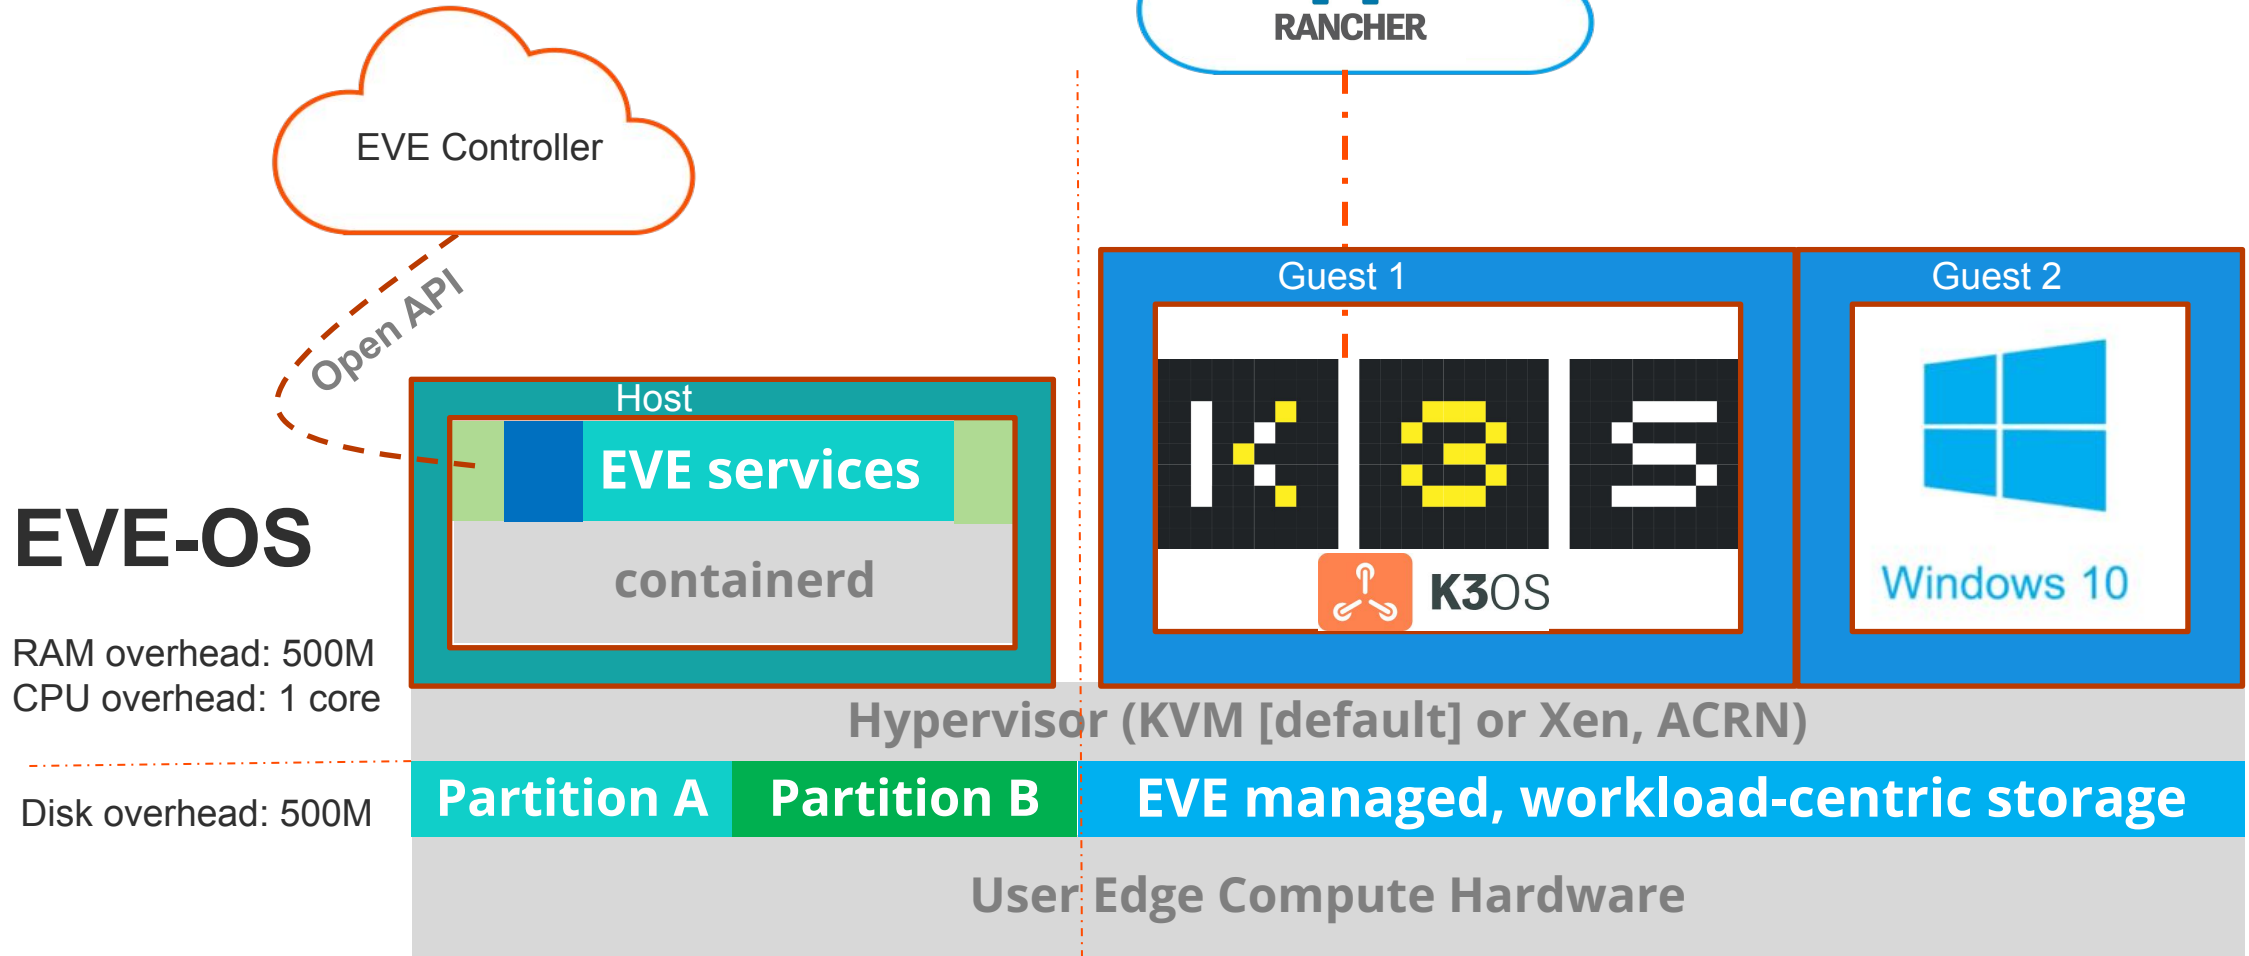 RANCHER
EVE Controller
Open API
Guest 1
Guest 2
Host
EVE services
containerd
K3S
K3OS
Windows 10
EVE-OS
RAM overhead: 500M
CPU overhead: 1 core
Hypervisor (KVM [default] or Xen, ACRN)
Disk overhead: 500M
Partition A
Partition B
EVE managed, workload-centric storage
User Edge Compute Hardware